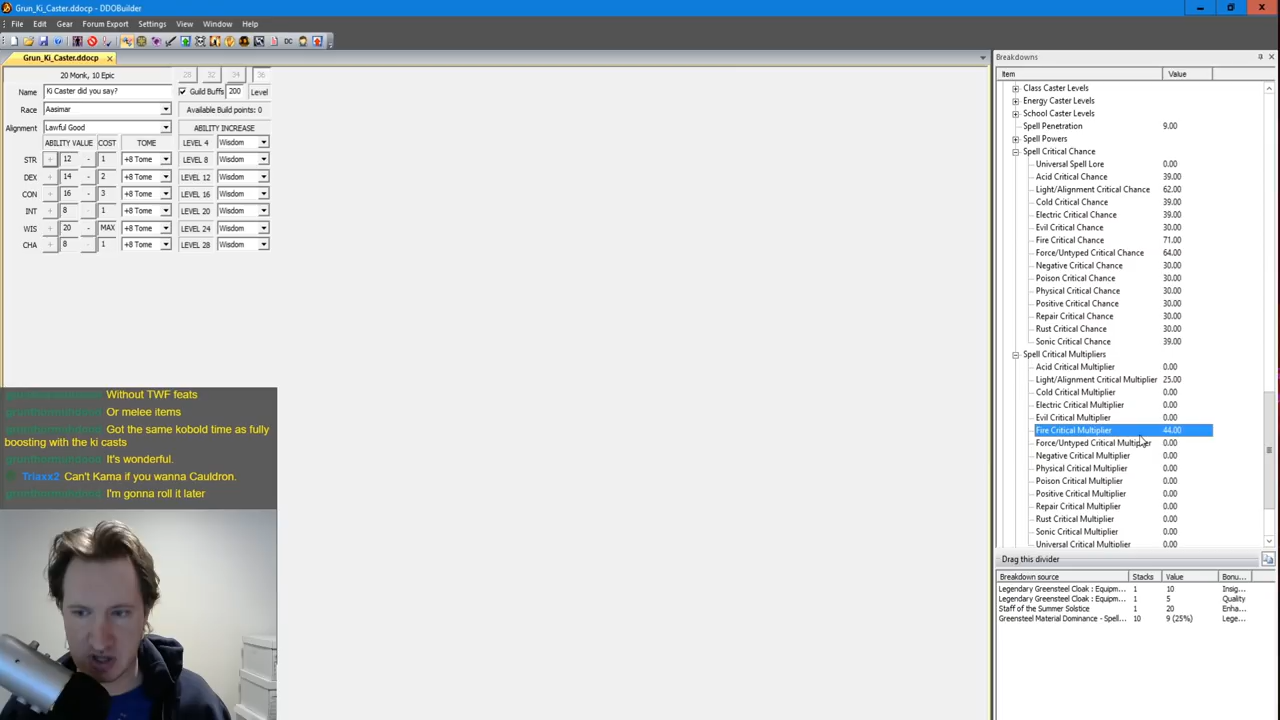 Grun_Ki_Caster.ddocp - DDOBuilder
File Edit Gear Forum Export Settings View Window Help
DC
Grun_Ki_Caster.ddocp x
20 Monk, 10 Epic 28 32 34 36
Name Ki Caster did you say? Guild Buffs 200 Level
Race Aasimar Available Build points: 0
Alignment Lawful Good ABILITY INCREASE
ABILITY VALUE COST TOME LEVEL 4 Wisdom
STR + 12 - 1 +8 Tome LEVEL 8 Wisdom
DEX + 14 - 2 +8 Tome LEVEL 12 Wisdom
CON + 16 - 3 +8 Tome LEVEL 16 Wisdom
INT + 8 - 1 +8 Tome LEVEL 20 Wisdom
WIS + 20 - MAX +8 Tome LEVEL 24 Wisdom
CHA + 8 - 1 +8 Tome LEVEL 28 Wisdom
Without TWF feats
Or melee items
Got the same kobold time as fully
boosting with the ki casts
It's wonderful.
Triaxx2 Can't Kama if you wanna Cauldron.
I'm gonna roll it later
Breakdowns
Item Value
Class Caster Levels
Energy Caster Levels
School Caster Levels
Spell Penetration 9.00
Spell Powers
Spell Critical Chance
Universal Spell Lore 0.00
Acid Critical Chance 39.00
Light/Alignment Critical Chance 62.00
Cold Critical Chance 39.00
Electric Critical Chance 39.00
Evil Critical Chance 30.00
Fire Critical Chance 71.00
Force/Untyped Critical Chance 64.00
Negative Critical Chance 30.00
Poison Critical Chance 30.00
Physical Critical Chance 30.00
Positive Critical Chance 30.00
Repair Critical Chance 30.00
Rust Critical Chance 30.00
Sonic Critical Chance 39.00
Spell Critical Multipliers
Acid Critical Multiplier 0.00
Light/Alignment Critical Multiplier 25.00
Cold Critical Multiplier 0.00
Electric Critical Multiplier 0.00
Evil Critical Multiplier 0.00
Fire Critical Multiplier 44.00
Force/Untyped Critical Multiplier 0.00
Negative Critical Multiplier 0.00
Physical Critical Multiplier 0.00
Poison Critical Multiplier 0.00
Positive Critical Multiplier 0.00
Repair Critical Multiplier 0.00
Rust Critical Multiplier 0.00
Sonic Critical Multiplier 0.00
Universal Critical Multiplier 0.00
Drag this divider
Breakdown source Stacks Value Bonu...
Legendary Greensteel Cloak : Equipm... 1 10 Insig...
Legendary Greensteel Cloak : Equipm... 1 5 Quality
Staff of the Summer Solstice 1 20 Enha...
Greensteel Material Dominance - Spell... 10 9 (25%) Lege...